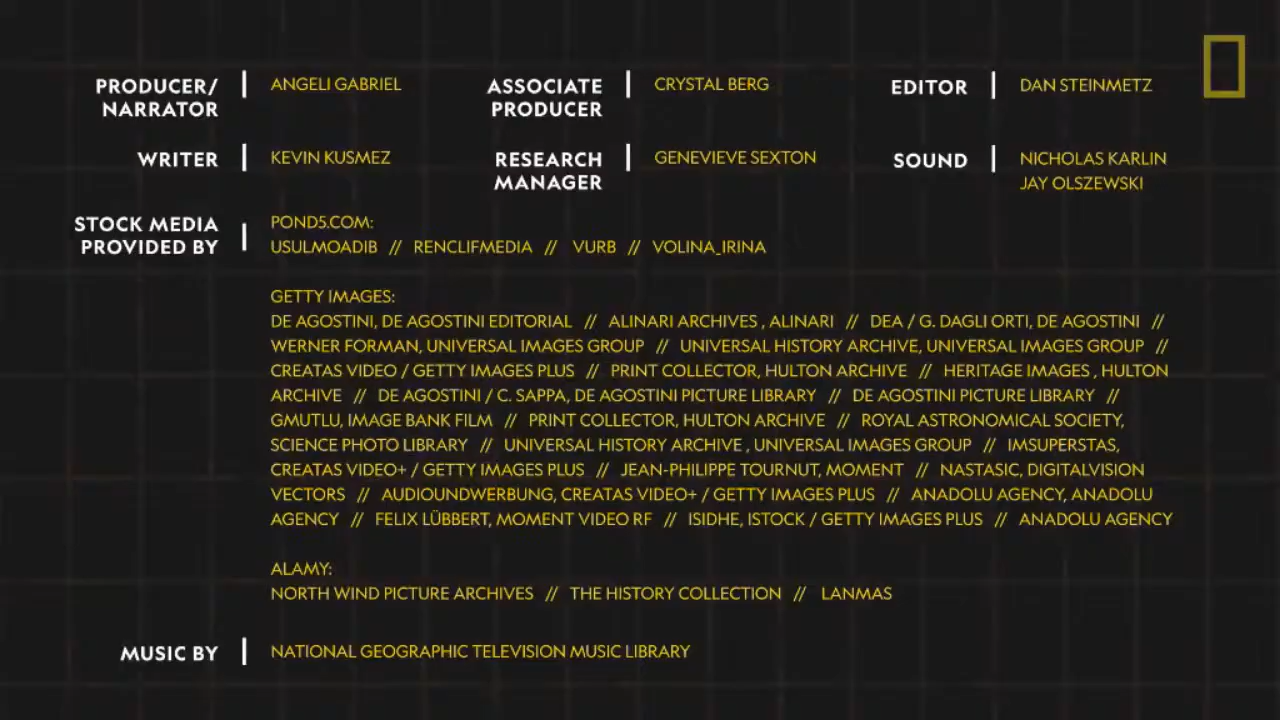 PRODUCER/ NARRATOR | ANGELI GABRIEL
ASSOCIATE PRODUCER | CRYSTAL BERG
EDITOR | DAN STEINMETZ
WRITER | KEVIN KUSMEZ
RESEARCH MANAGER | GENEVIEVE SEXTON
SOUND | NICHOLAS KARLIN
JAY OLSZEWSKI
STOCK MEDIA PROVIDED BY | POND5.COM:
USULMOADIB // RENCLIFMEDIA // VURB // VOLINA_IRINA
GETTY IMAGES:
DE AGOSTINI, DE AGOSTINI EDITORIAL // ALINARI ARCHIVES , ALINARI // DEA / G. DAGLI ORTI, DE AGOSTINI //
WERNER FORMAN, UNIVERSAL IMAGES GROUP // UNIVERSAL HISTORY ARCHIVE, UNIVERSAL IMAGES GROUP //
CREATAS VIDEO / GETTY IMAGES PLUS // PRINT COLLECTOR, HULTON ARCHIVE // HERITAGE IMAGES , HULTON
ARCHIVE // DE AGOSTINI / C. SAPPA, DE AGOSTINI PICTURE LIBRARY // DE AGOSTINI PICTURE LIBRARY //
GMUTLU, IMAGE BANK FILM // PRINT COLLECTOR, HULTON ARCHIVE // ROYAL ASTRONOMICAL SOCIETY,
SCIENCE PHOTO LIBRARY // UNIVERSAL HISTORY ARCHIVE , UNIVERSAL IMAGES GROUP // IMSUPERSTAS,
CREATAS VIDEO+ / GETTY IMAGES PLUS // JEAN-PHILIPPE TOURNUT, MOMENT // NASTASIC, DIGITALVISION
VECTORS // AUDIOUNDWERBUNG, CREATAS VIDEO+ / GETTY IMAGES PLUS // ANADOLU AGENCY, ANADOLU
AGENCY // FELIX LÜBBERT, MOMENT VIDEO RF // ISIDHE, ISTOCK / GETTY IMAGES PLUS // ANADOLU AGENCY
ALAMY:
NORTH WIND PICTURE ARCHIVES // THE HISTORY COLLECTION // LANMAS
MUSIC BY | NATIONAL GEOGRAPHIC TELEVISION MUSIC LIBRARY